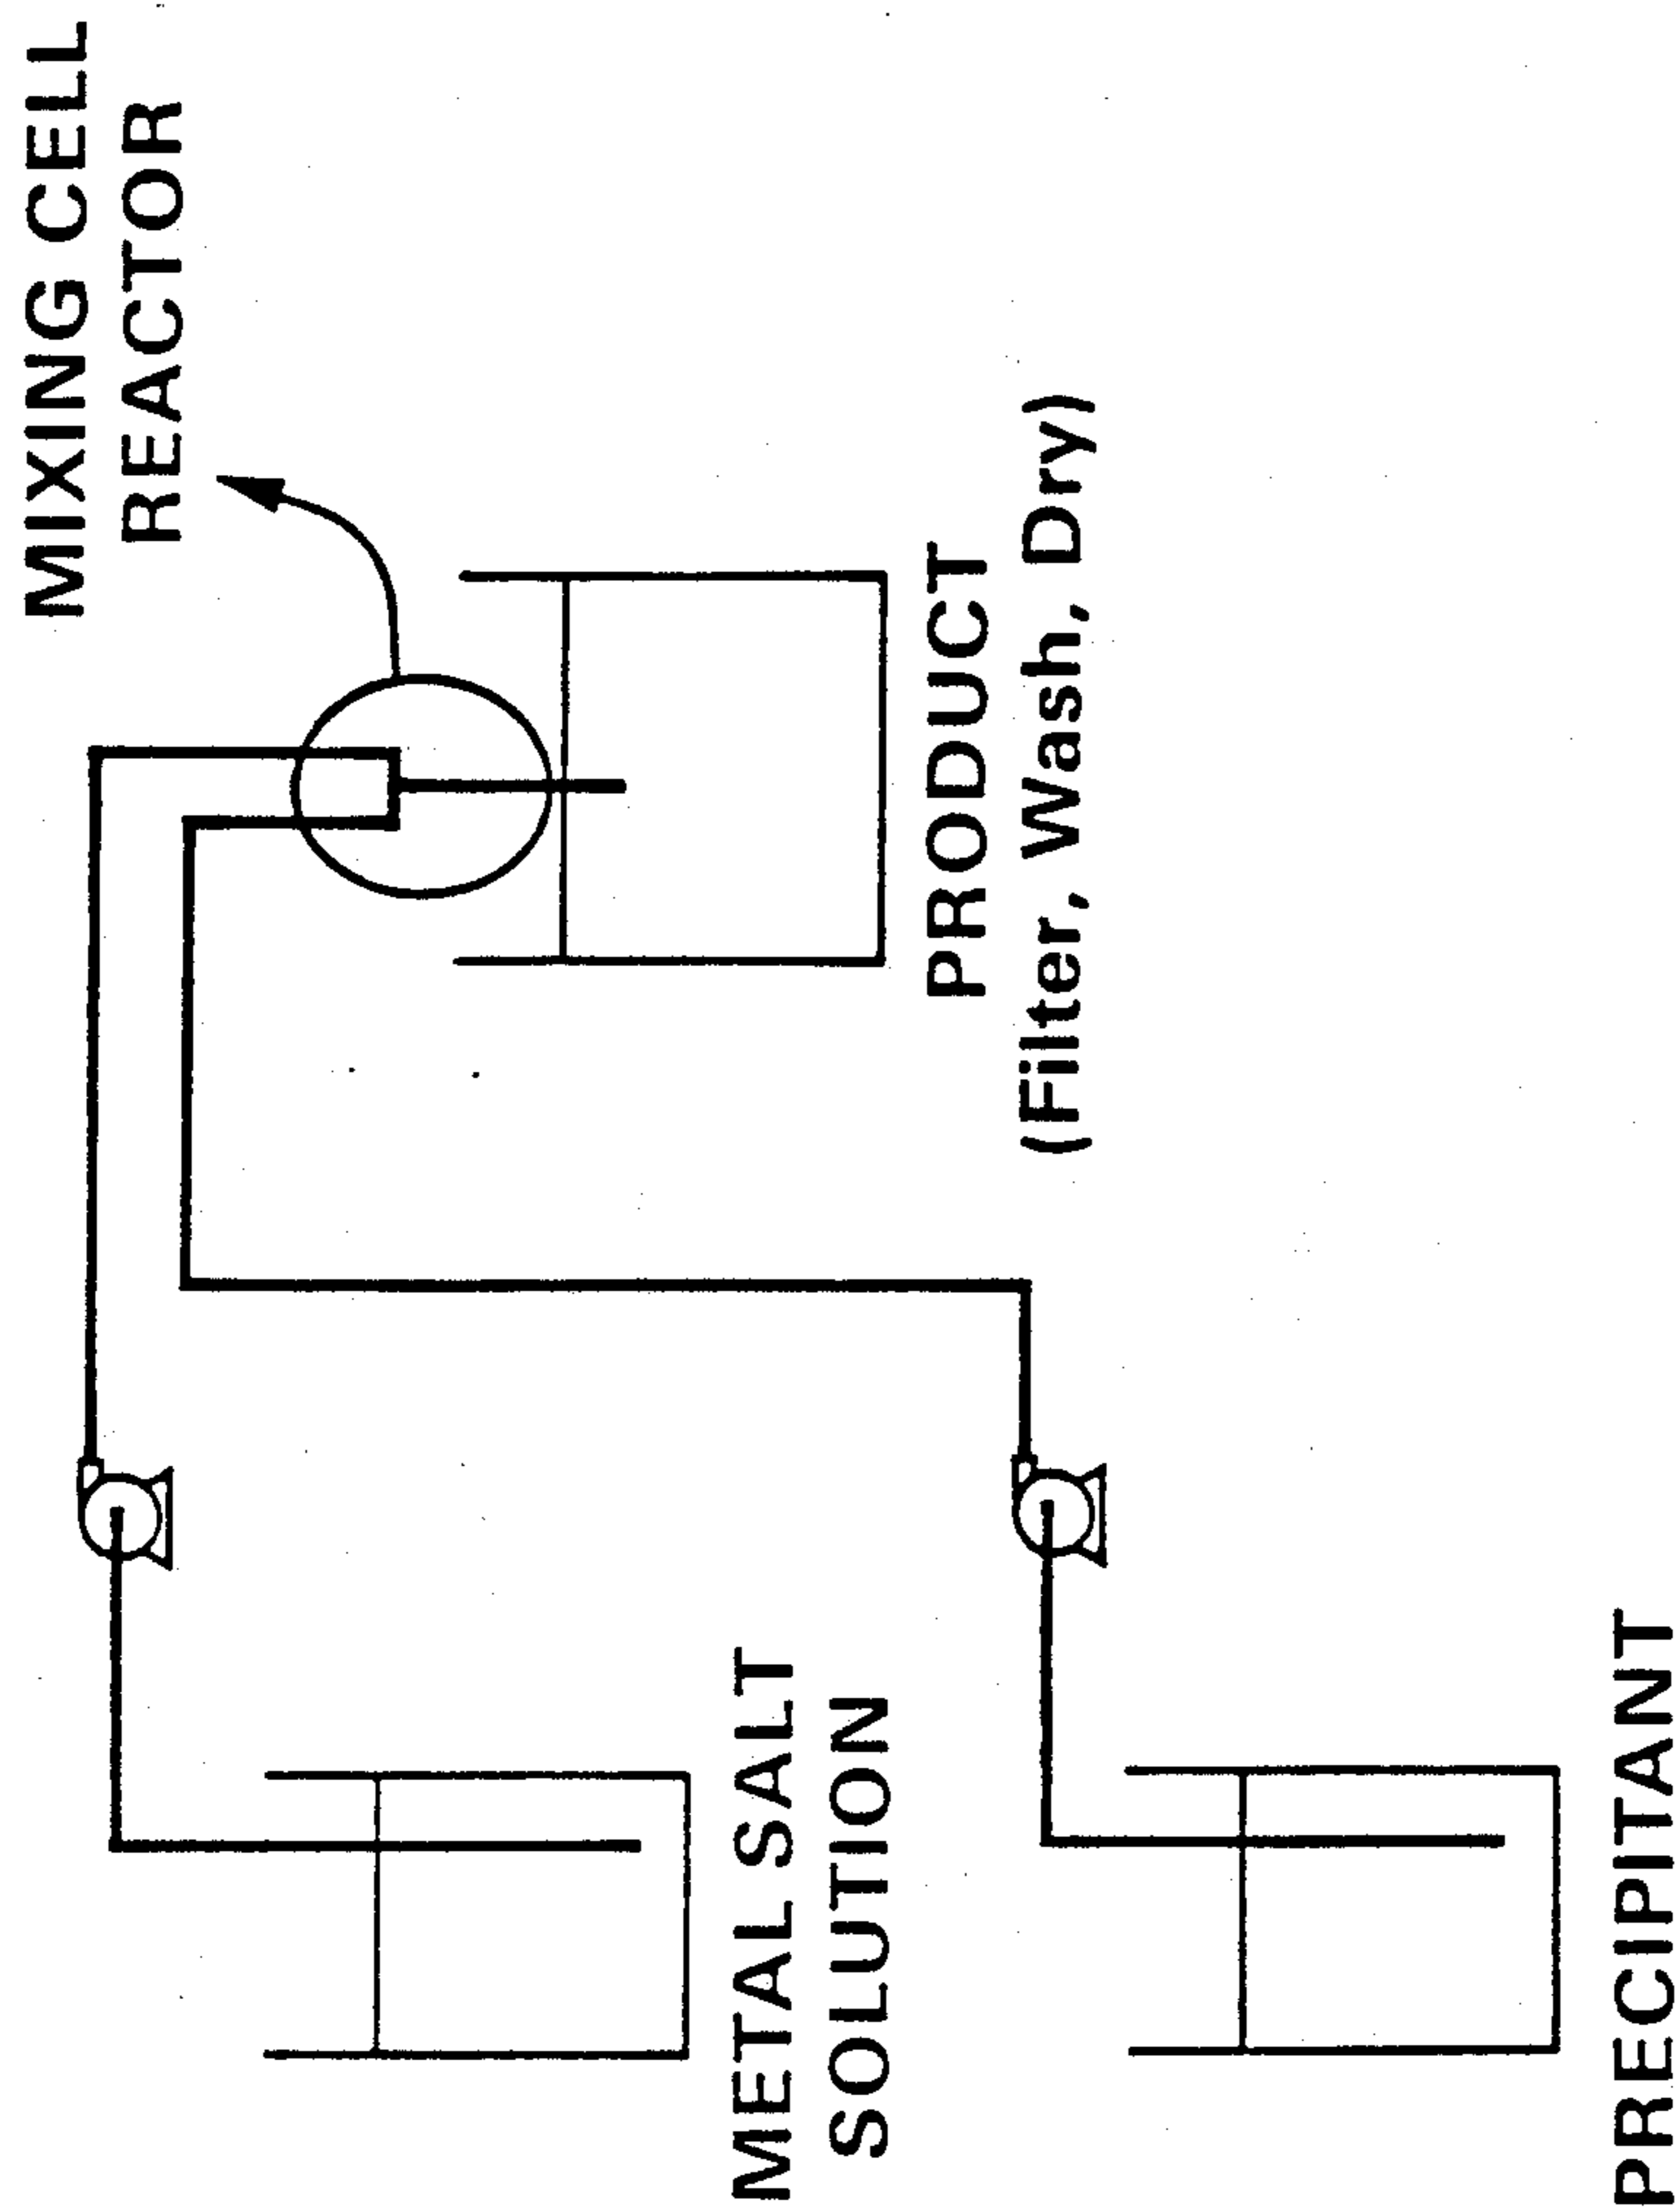 MIXING CELL
REACTOR
PRODUCT
(Filter, Wash, Dry)
METAL SALT
SOLUTION
PRECIPITANT